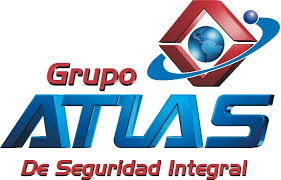 Grupo
ATLAS
De Seguridad Integral